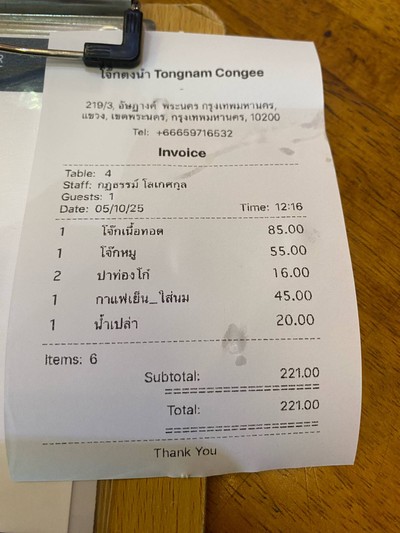 โจ๊กตงน้ำ Tongnam Congee
219/3, อัษฎางค์ พระนคร กรุงเทพมหานคร,
แขวง, เขตพระนคร, กรุงเทพมหานคร, 10200
Tel: +66659716532
Invoice
Table: 4
Staff: กฎธรรม์ โลเกศกุล
Guests: 1
Date: 05/10/25 Time: 12:16
1 โจ๊กเนื้อทอด 85.00
1 โจ๊กหมู 55.00
2 ปาท่องโก๋ 16.00
1 กาแฟเย็น_ใส่นม 45.00
1 น้ำเปล่า 20.00
Items: 6
Subtotal: 221.00
Total: 221.00
Thank You